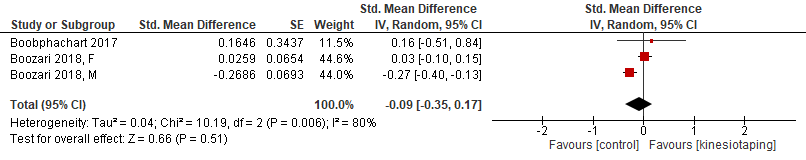 Std. Mean Difference Std. Mean Difference
Study or Subgroup Std. Mean Difference SE Weight IV, Random, 95% CI IV, Random, 95% CI
Boobphachart 2017 0.1646 0.3437 11.5% 0.16 [-0.51, 0.84]
Boozari 2018, F 0.0259 0.0654 44.6% 0.03 [-0.10, 0.15]
Boozari 2018, M -0.2686 0.0693 44.0% -0.27 [-0.40, -0.13]
Total (95% CI) 100.0% -0.09 [-0.35, 0.17]
Heterogeneity: Tau² = 0.04; Chi² = 10.19, df = 2 (P = 0.006); I² = 80%
Test for overall effect: Z = 0.66 (P = 0.51)
-2 -1 0 1 2
Favours [control] Favours [kinesiotaping]